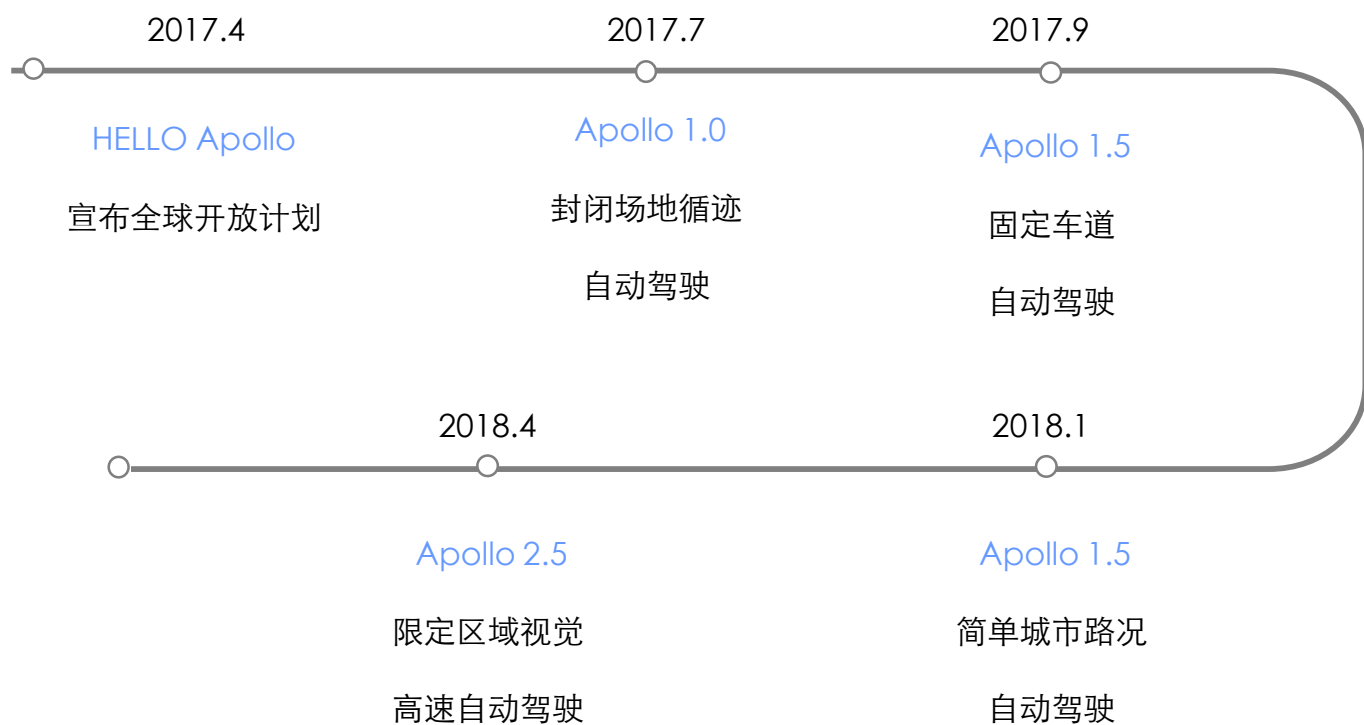 2017.4
HELLO Apollo
宣布全球开放计划
2017.7
Apollo 1.0
封闭场地循迹
自动驾驶
2017.9
Apollo 1.5
固定车道
自动驾驶
2018.1
Apollo 1.5
简单城市路况
自动驾驶
2018.4
Apollo 2.5
限定区域视觉
高速自动驾驶